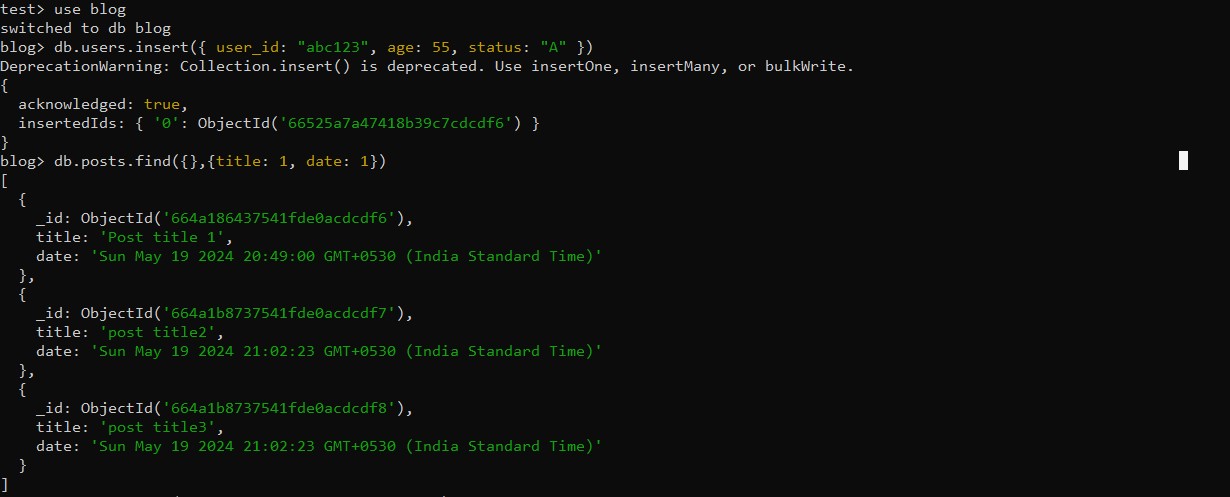 test> use blog
switched to db blog
blog> db.users.insert({ user_id: "abc123", age: 55, status: "A" })
DeprecationWarning: Collection.insert() is deprecated. Use insertOne, insertMany, or bulkWrite.
{
  acknowledged: true,
  insertedIds: { '0': ObjectId('66525a7a47418b39c7cdcdf6') }
}
blog> db.posts.find({},{title: 1, date: 1})
[
  {
    _id: ObjectId('664a186437541fde0acdcdf6'),
    title: 'Post title 1',
    date: 'Sun May 19 2024 20:49:00 GMT+0530 (India Standard Time)'
  },
  {
    _id: ObjectId('664a1b8737541fde0acdcdf7'),
    title: 'post title2',
    date: 'Sun May 19 2024 21:02:23 GMT+0530 (India Standard Time)'
  },
  {
    _id: ObjectId('664a1b8737541fde0acdcdf8'),
    title: 'post title3',
    date: 'Sun May 19 2024 21:02:23 GMT+0530 (India Standard Time)'
  }
]